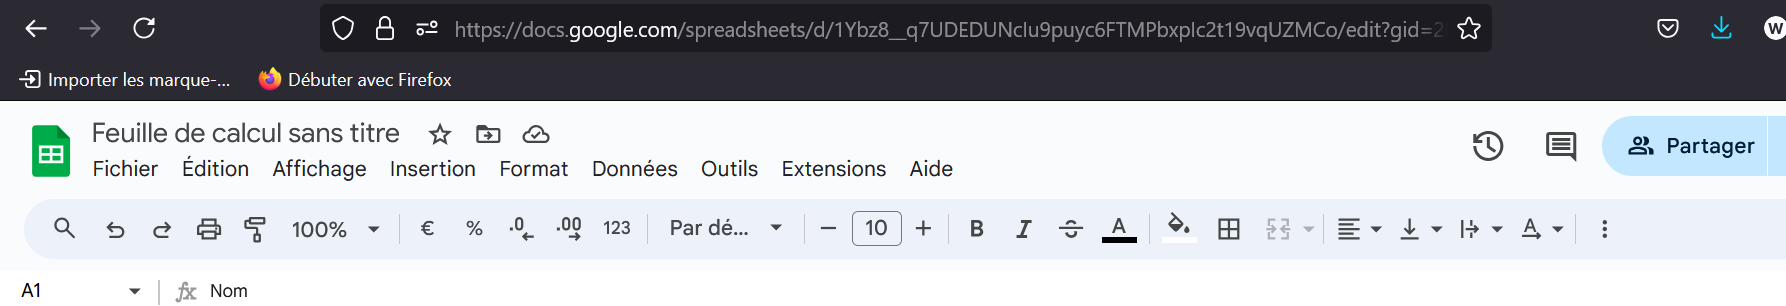 https://docs.google.com/spreadsheets/d/1Ybz8__q7UDEDUNcIu9puyc6FTMPbxpIc2t19vqUZMCo/edit?gid=2
W
Importer les marque-... Débuter avec Firefox
Feuille de calcul sans titre
Fichier Édition Affichage Insertion Format Données Outils Extensions Aide
Partager
100% € % .0 .00 123 Par dé... 10 B I S A A
A1 fx Nom